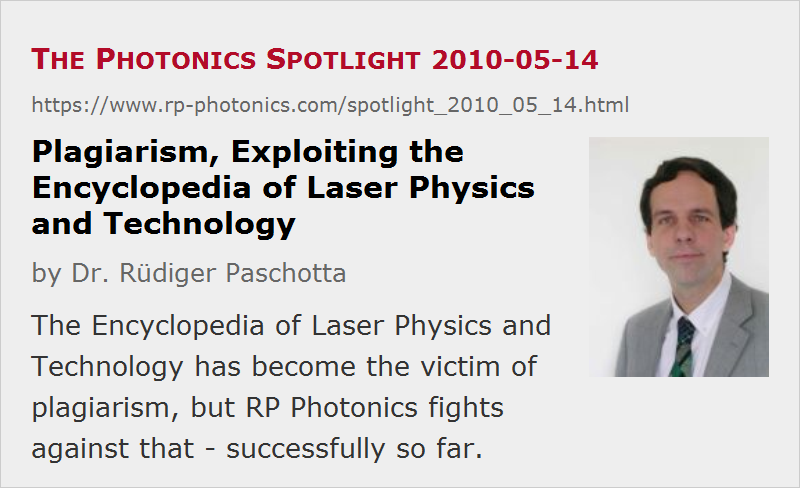 The Photonics Spotlight 2010-05-14
https://www.rp-photonics.com/spotlight_2010_05_14.html
Plagiarism, Exploiting the
Encyclopedia of Laser Physics
and Technology
by Dr. Rüdiger Paschotta
The Encyclopedia of Laser Physics and
Technology has become the victim of
plagiarism, but RP Photonics fights
against that - successfully so far.